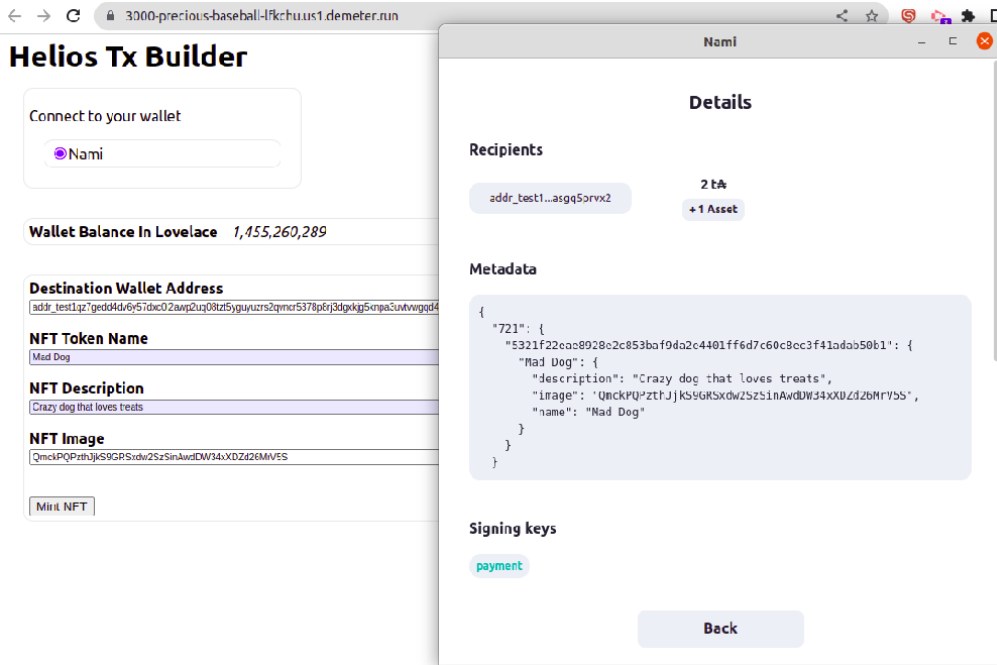 3000-precious-baseball-lfkchu.us1.demeter.run
Helios Tx Builder
Connect to your wallet
Nami
Wallet Balance In Lovelace 1,455,260,289
Destination Wallet Address
NFT Token Name
Mad Dog
NFT Description
Crazy dog that loves treats
NFT Image
QmckPQPzthJjkS9GRSxdw2SzSinAwdDW34xXDZd26MrV5S
Mint NFT
Nami
Details
Recipients
addr_test1...asgq5prvx2
2 t₳
+1 Asset
Metadata
{
"721": {
"5321f22eae8928e2c853baf9da2e4401ff6d7c60c8ec3f41adab50b1": {
"Mad Dog": {
"description": "Crazy dog that loves treats",
"image": "QmckPQPzthJjkS9GRSxdw2SzSinAwdDW34xXDZd26MrV5S",
"name": "Mad Dog"
}
}
}
Signing keys
payment
Back